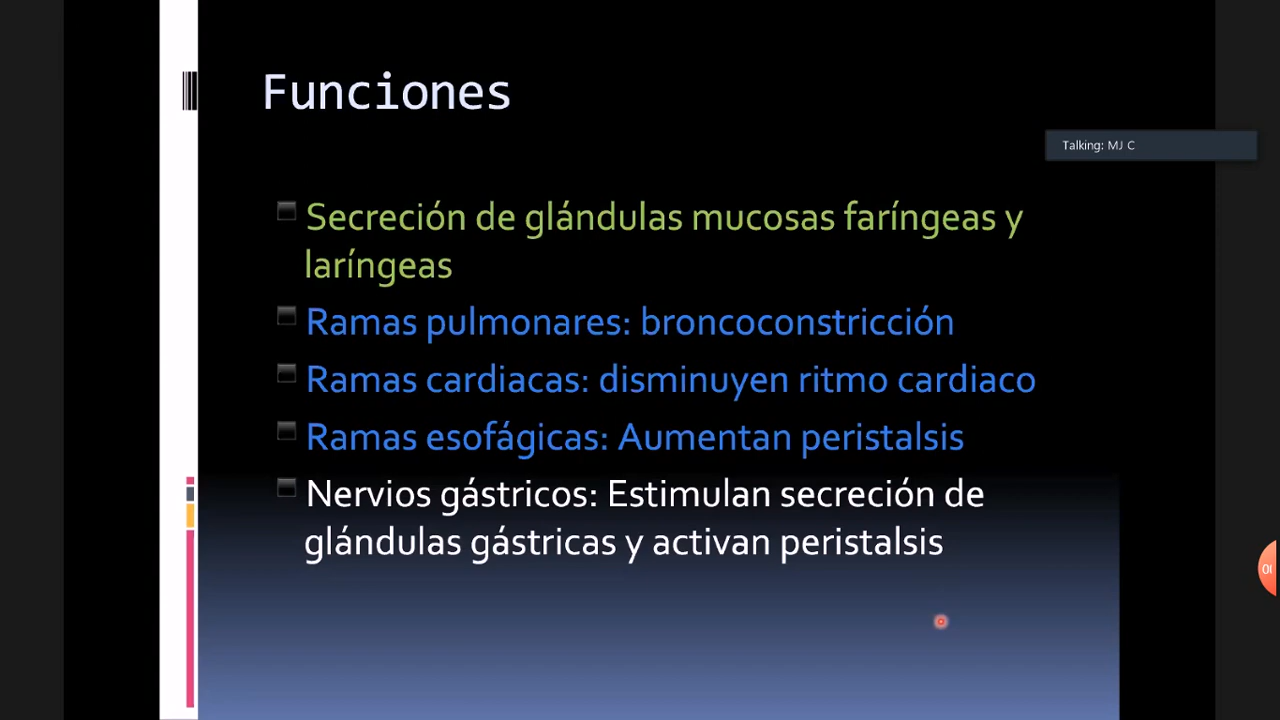 Funciones
Talking: MJ C
Secreción de glándulas mucosas faríngeas y
laríngeas
Ramas pulmonares: broncoconstricción
Ramas cardiacas: disminuyen ritmo cardiaco
Ramas esofágicas: Aumentan peristalsis
Nervios gástricos: Estimulan secreción de
glándulas gástricas y activan peristalsis